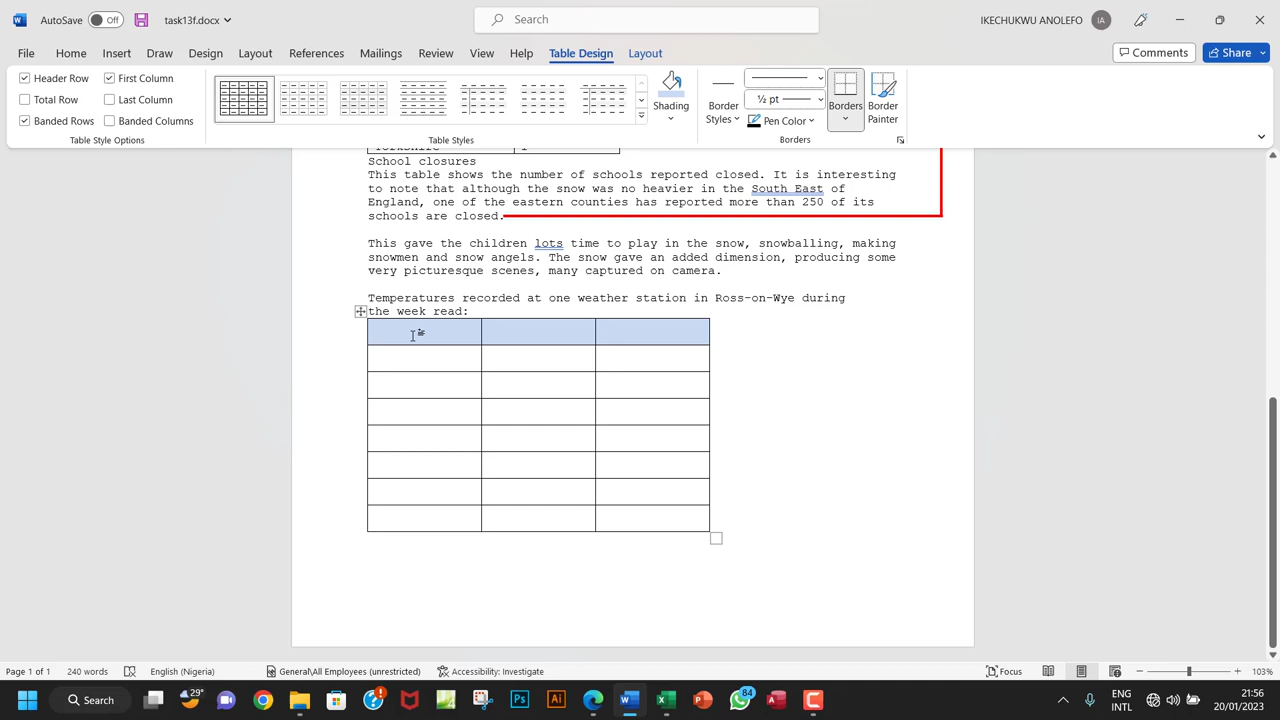 AutoSave Off task13f.docx Search IKECHUKWU ANOLEFO IA
File Home Insert Draw Design Layout References Mailings Review View Help Table Design Layout Comments Share
Header Row First Column
Total Row Last Column
Banded Rows Banded Columns
Table Style Options
Table Styles
Shading
Border
Styles
½ pt
Pen Color
Borders
Border
Painter
Borders
Yorkshire 1
School closures
This table shows the number of schools reported closed. It is interesting
to note that although the snow was no heavier in the South East of
England, one of the eastern counties has reported more than 250 of its
schools are closed.
This gave the children lots time to play in the snow, snowballing, making
snowmen and snow angels. The snow gave an added dimension, producing some
very picturesque scenes, many captured on camera.
Temperatures recorded at one weather station in Ross-on-Wye during
the week read:
Page 1 of 1 240 words English (Nigeria) General\All Employees (unrestricted) Accessibility: Investigate Focus 103%
Search 29° 84 ENG 21:56
INTL 20/01/2023